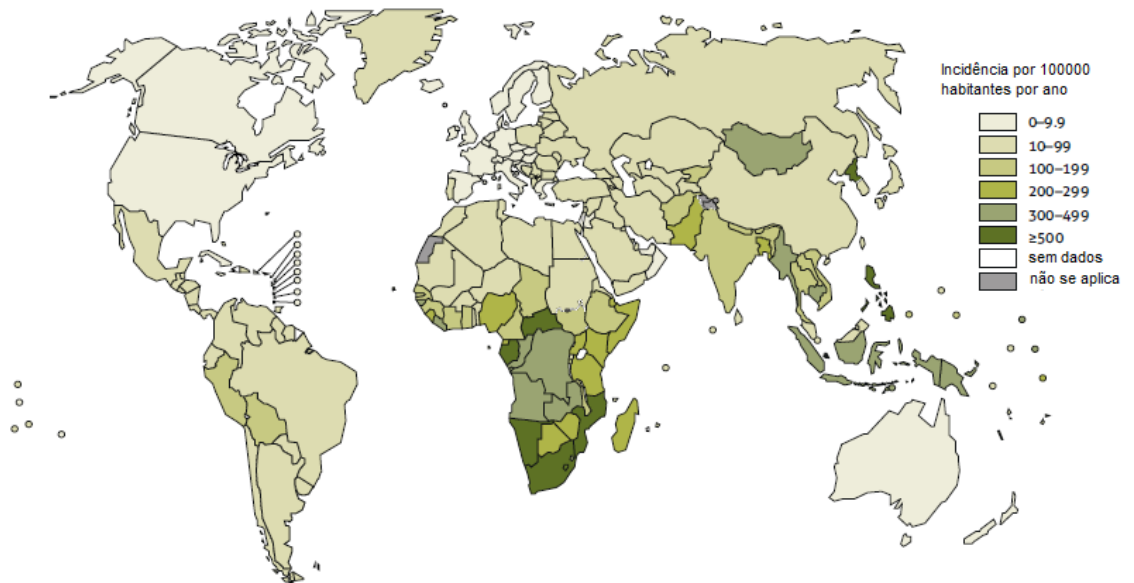 Incidência por 100000
habitantes por ano
0–9.9
10–99
100–199
200–299
300–499
≥500
sem dados
não se aplica